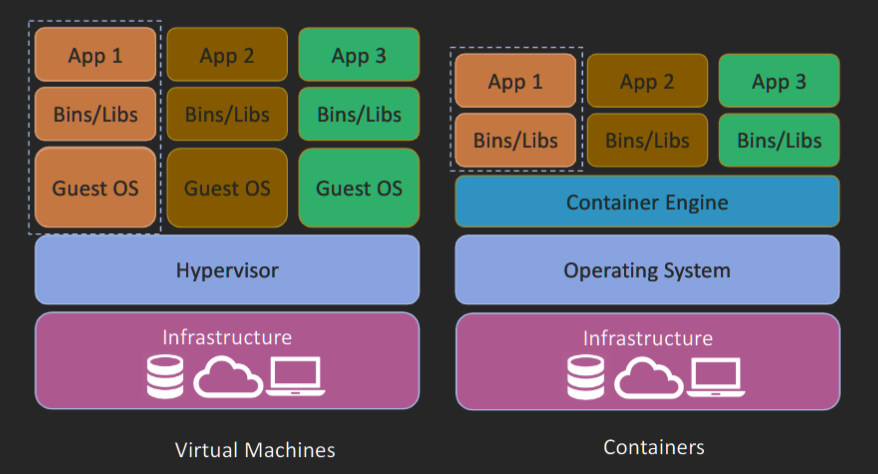 App 1
App 2
App 3
Bins/Libs
Bins/Libs
Bins/Libs
Guest OS
Guest OS
Guest OS
Hypervisor
Infrastructure
Virtual Machines
App 1
App 2
App 3
Bins/Libs
Bins/Libs
Bins/Libs
Container Engine
Operating System
Infrastructure
Containers